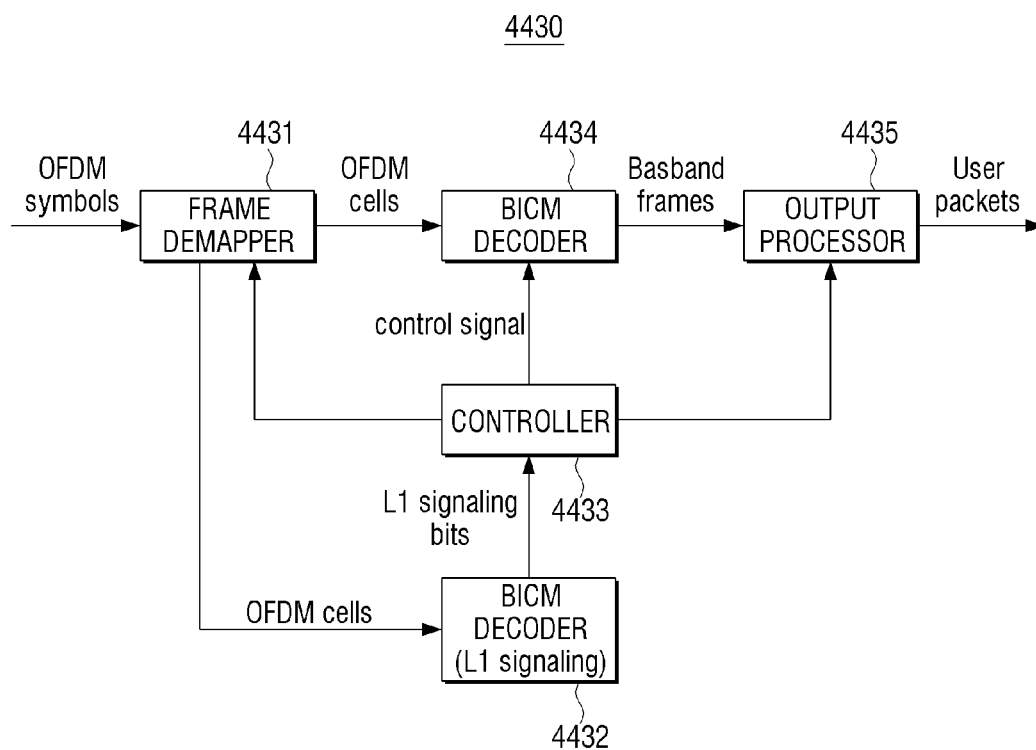 4430
4431
4434
4435
OFDM
symbols
OFDM
cells
Basband
frames
User
packets
FRAME
DEMAPPER
BICM
DECODER
OUTPUT
PROCESSOR
control signal
CONTROLLER
L1 signaling
bits
4433
OFDM cells
BICM
DECODER
(L1 signaling)
4432